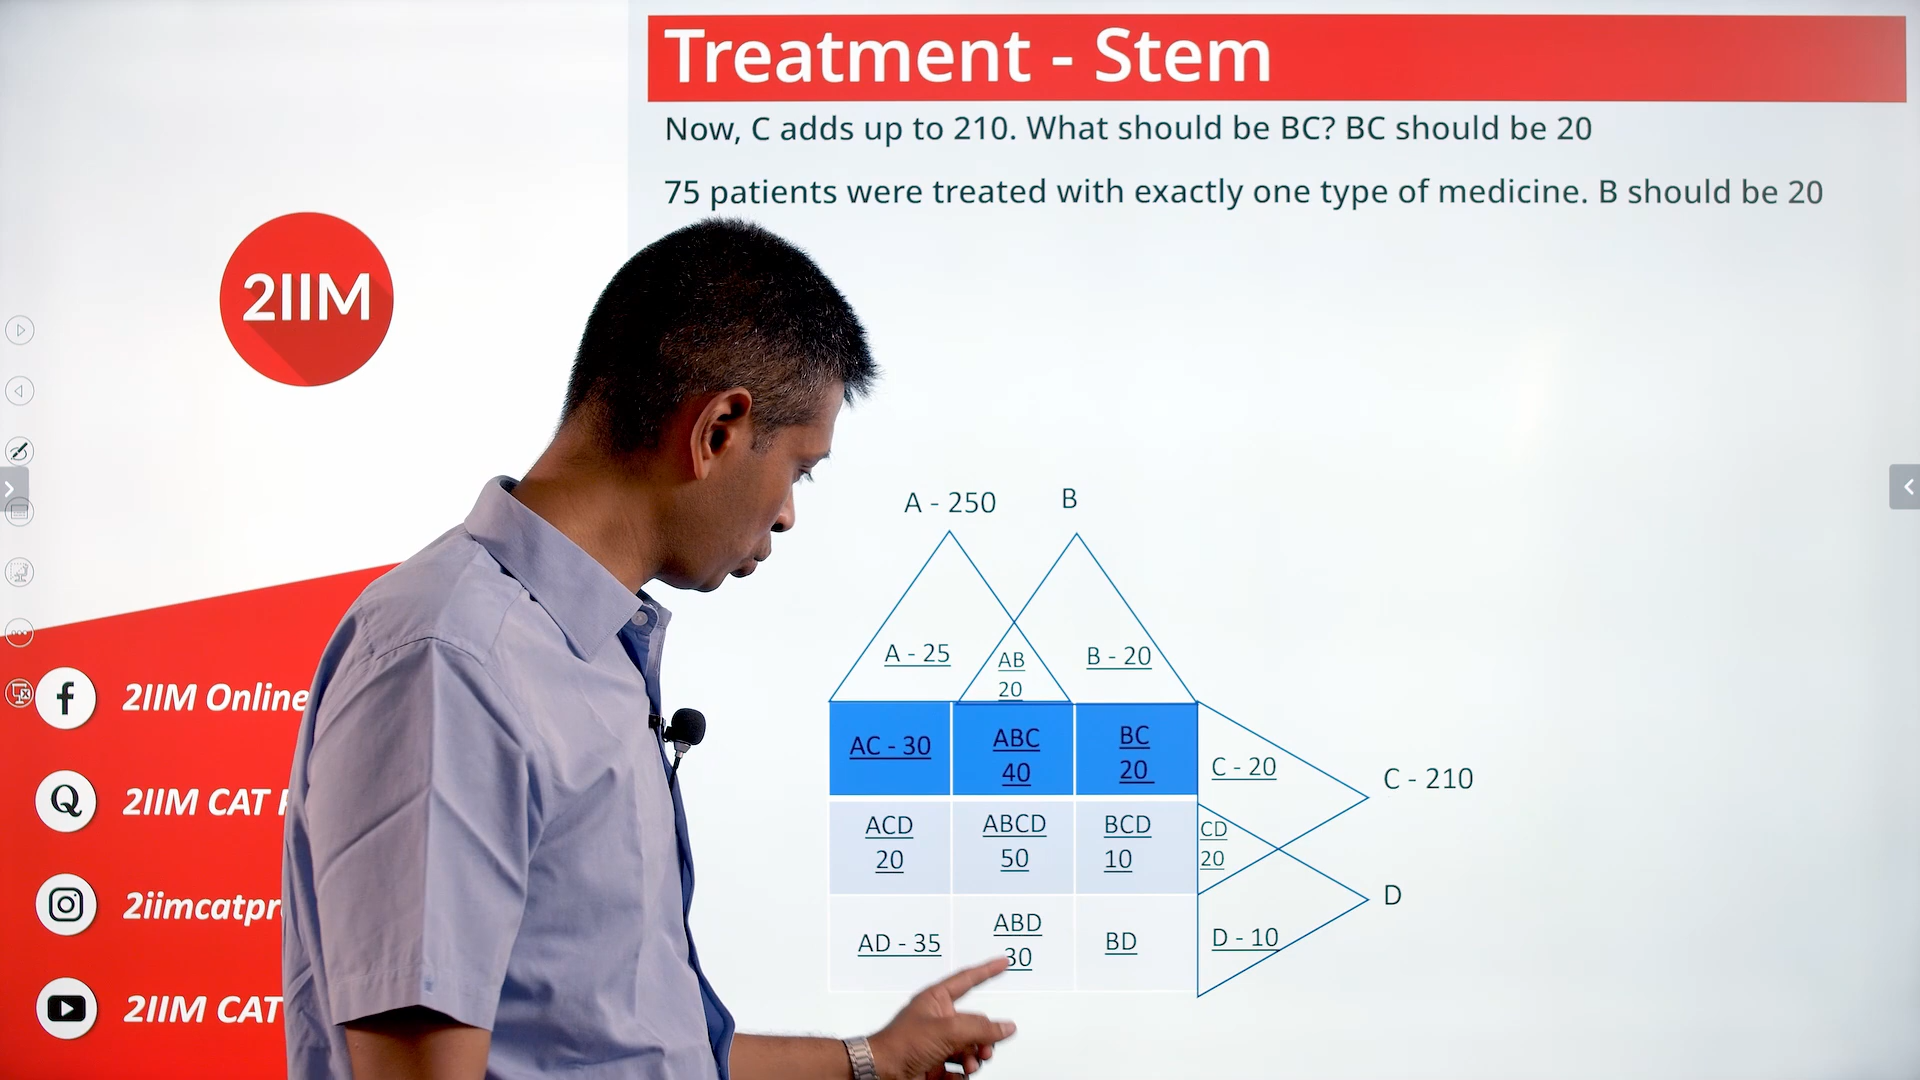 Treatment - Stem
Now, C adds up to 210. What should be BC? BC should be 20
75 patients were treated with exactly one type of medicine. B should be 20
2IIM
A - 250
B
A - 25
AB
20
B - 20
AC - 30
ABC
40
BC
20
C - 20
C - 210
ACD
20
ABCD
50
BCD
10
CD
20
D
AD - 35
ABD
30
BD
D - 10
2IIM Online
2IIM CAT
2iimcatpr
2IIM CAT